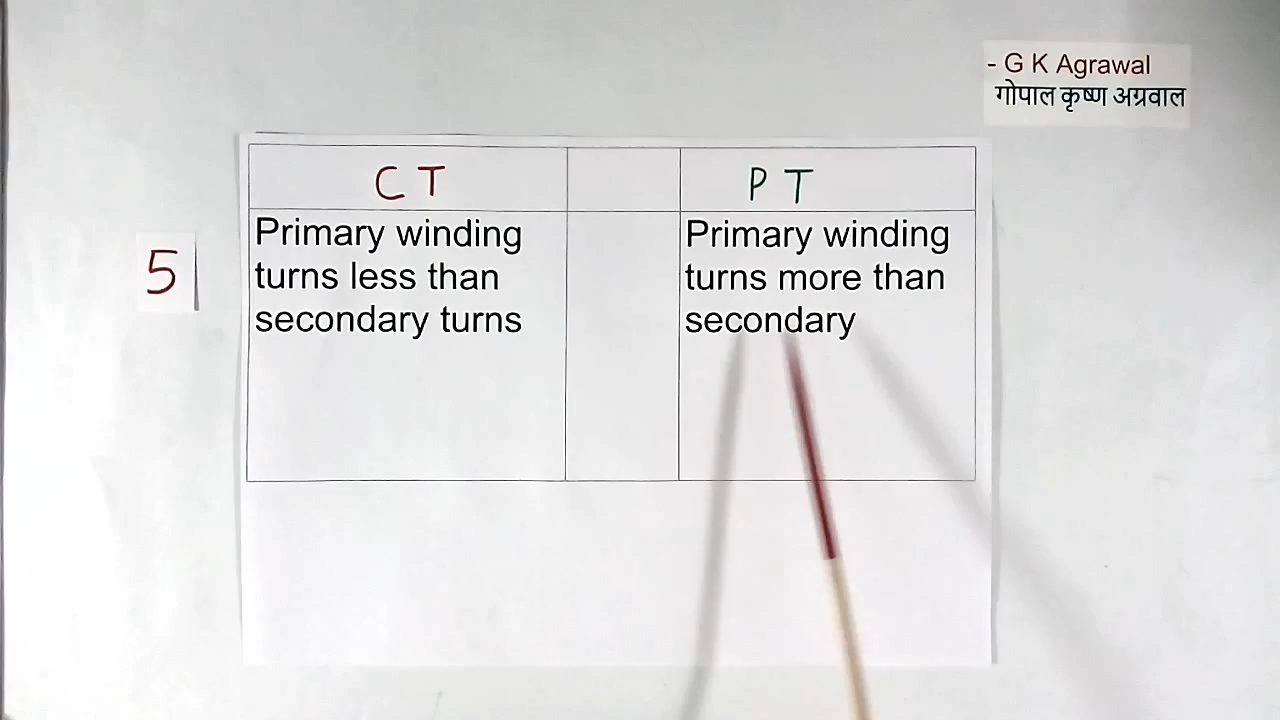 - G K Agrawal
गोपाल कृष्ण अग्रवाल
C T
P T
5
Primary winding
turns less than
secondary turns
Primary winding
turns more than
secondary